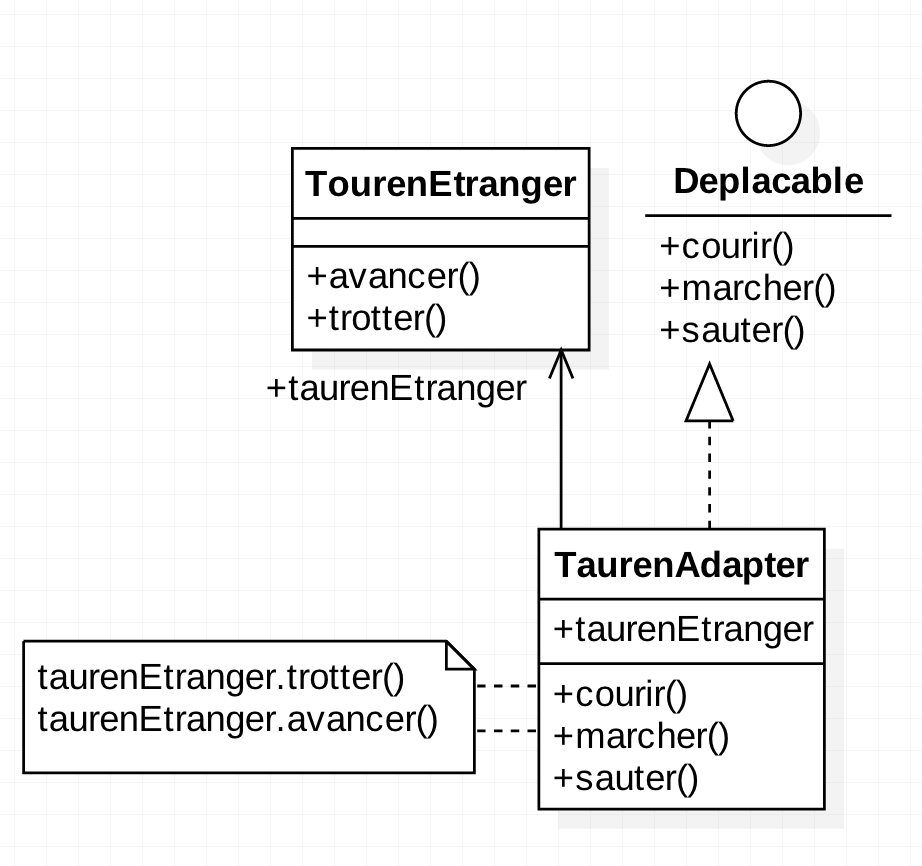 TourenEtranger
+avancer()
+trotter()
Deplacable
+courir()
+marcher()
+sauter()
+taurenEtranger
TaurenAdapter
+taurenEtranger
+courir()
+marcher()
+sauter()
taurenEtranger.trotter()
taurenEtranger.avancer()